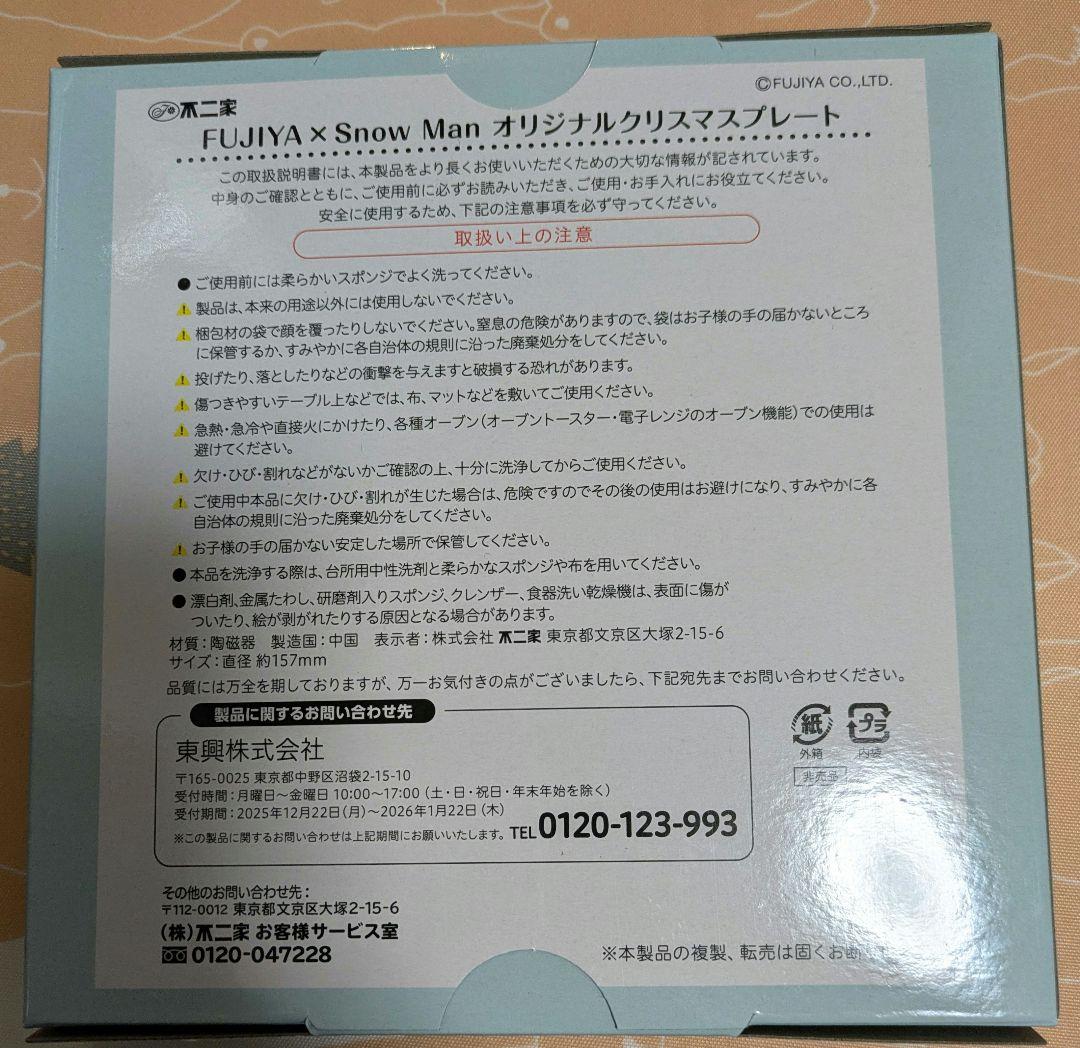 ©FUJIYA CO.,LTD.
不二家
FUJIYA×Snow Man オリジナルクリスマスプレート
この取扱説明書には、本製品をより長くお使いいただくための大切な情報が記されています。
中身のご確認とともに、ご使用前に必ずお読みいただき、ご使用・お手入れにお役立てください。
安全に使用するため、下記の注意事項を必ず守ってください。
取扱い上の注意
●ご使用前には柔らかいスポンジでよく洗ってください。
製品は、本来の用途以外には使用しないでください。
梱包材の袋で顔を覆ったりしないでください。窒息の危険がありますので、袋はお子様の手の届かないところ
に保管するか、すみやかに各自治体の規則に沿った廃棄処分をしてください。
投げたり、落としたりなどの衝撃を与えますと破損する恐れがあります。
傷つきやすいテーブル上などでは、布、マットなどを敷いてご使用ください。
急熱・急冷や直接火にかけたり、各種オーブン(オーブントースター・電子レンジのオーブン機能)での使用は
避けてください。
欠け・ひび・割れなどがないかご確認の上、十分に洗浄してからご使用ください。
ご使用中本品に欠け・ひび・割れが生じた場合は、危険ですのでその後の使用はお避けになり、すみやかに各
自治体の規則に沿った廃棄処分をしてください。
お子様の手の届かない安定した場所で保管してください。
●本品を洗浄する際は、台所用中性洗剤と柔らかなスポンジや布を用いてください。
●漂白剤、金属たわし、研磨剤入りスポンジ、クレンザー、食器洗い乾燥機は、表面に傷が
ついたり、絵が剥がれたりする原因となる場合があります。
材質:陶磁器 製造国:中国 表示者:株式会社 不二家 東京都文京区大塚2-15-6
サイズ:直径 約157mm
品質には万全を期しておりますが、万一お気付きの点がございましたら、下記宛先までお問い合わせください。
製品に関するお問い合わせ先
東興株式会社
〒165-0025 東京都中野区沼袋2-15-10
受付時間:月曜日〜金曜日 10:00〜17:00 (土・日・祝日・年末年始を除く)
受付期間:2025年12月22日(月)〜2026年1月22日(木)
※この製品に関するお問い合わせは上記期間にお願いいたします。 TEL0120-123-993
紙
プラ
外箱
内袋
非売品
その他のお問い合わせ先:
〒112-0012 東京都文京区大塚2-15-6
(株)不二家 お客様サービス室
0120-047228
※本製品の複製、転売は固くお断